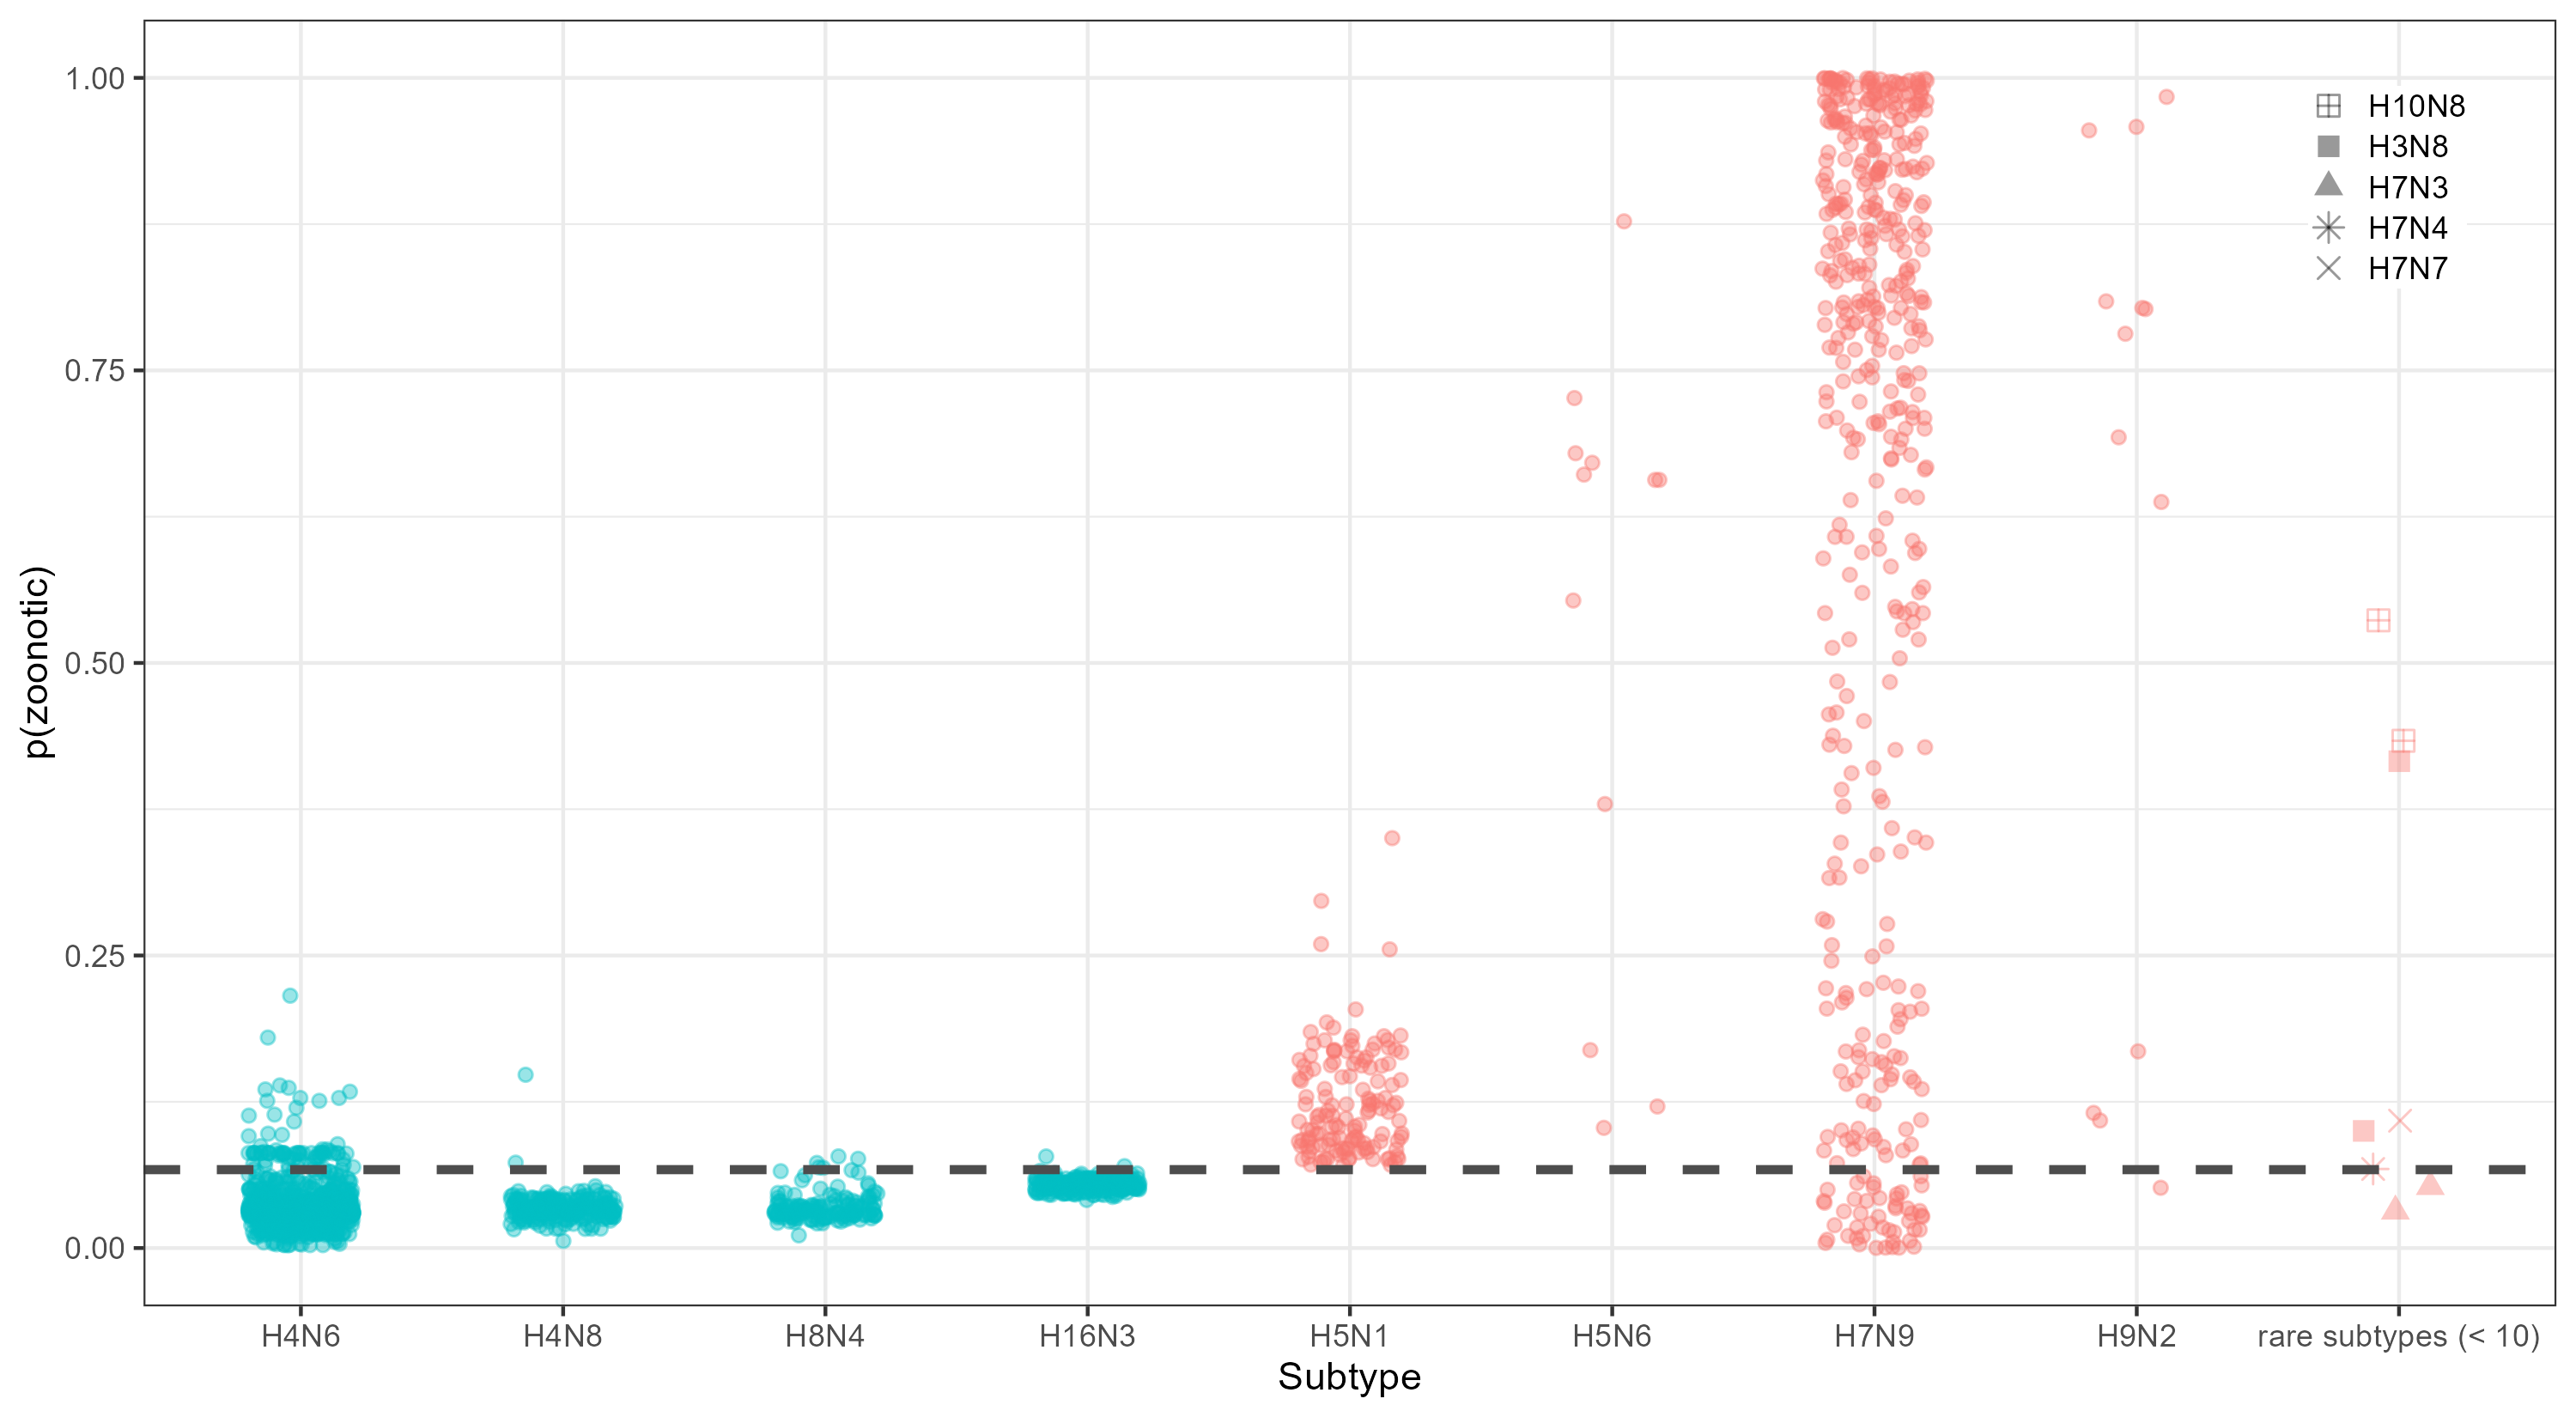 1.00
0.75
0.50
0.25
0.00
p(zoonotic)
H10N8
H3N8
H7N3
H7N4
H7N7
H4N6
H4N8
H8N4
H16N3
H5N1
H5N6
H7N9
H9N2
rare subtypes (< 10)
Subtype